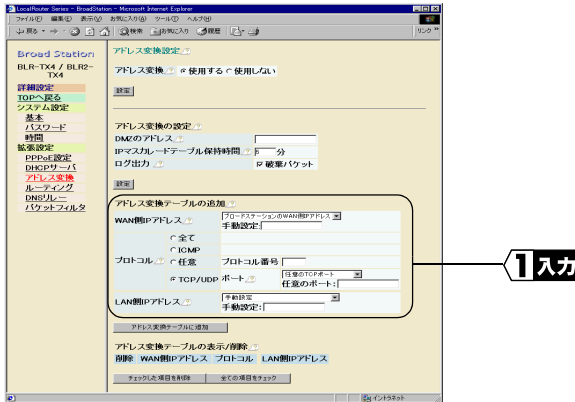 LocalRouter Series - BroadStation - Microsoft Internet Explorer
ファイル(F) 編集(E) 表示(V) お気に入り(A) ツール(T) ヘルプ(H)
戻る 検索 お気に入り 履歴 リンク
Broad Station
BLR-TX4 / BLR2-TX4
詳細設定
TOPへ戻る
システム設定
基本
パスワード
時間
拡張設定
PPPoE設定
DHCPサーバ
アドレス変換
ルーティング
DNSリレー
パケットフィルタ
アドレス変換設定
アドレス変換 使用する 使用しない
設定
アドレス変換の設定
DMZのアドレス
IPマスカレードテーブル保持時間 5 分
ログ出力 破棄パケット
設定
アドレス変換テーブルの追加
WAN側IPアドレス ブロードステーションのWAN側IPアドレス
手動設定:
全て
ICMP
プロトコル 任意 プロトコル番号
TCP/UDP ポート 任意のTCPポート
任意のポート:
LAN側IPアドレス 手動設定
手動設定:
アドレス変換テーブルに追加
アドレス変換テーブルの表示/削除
削除 WAN側IPアドレス プロトコル LAN側IPアドレス
チェックした項目を削除 全ての項目をチェック
イントラネット
1 入力